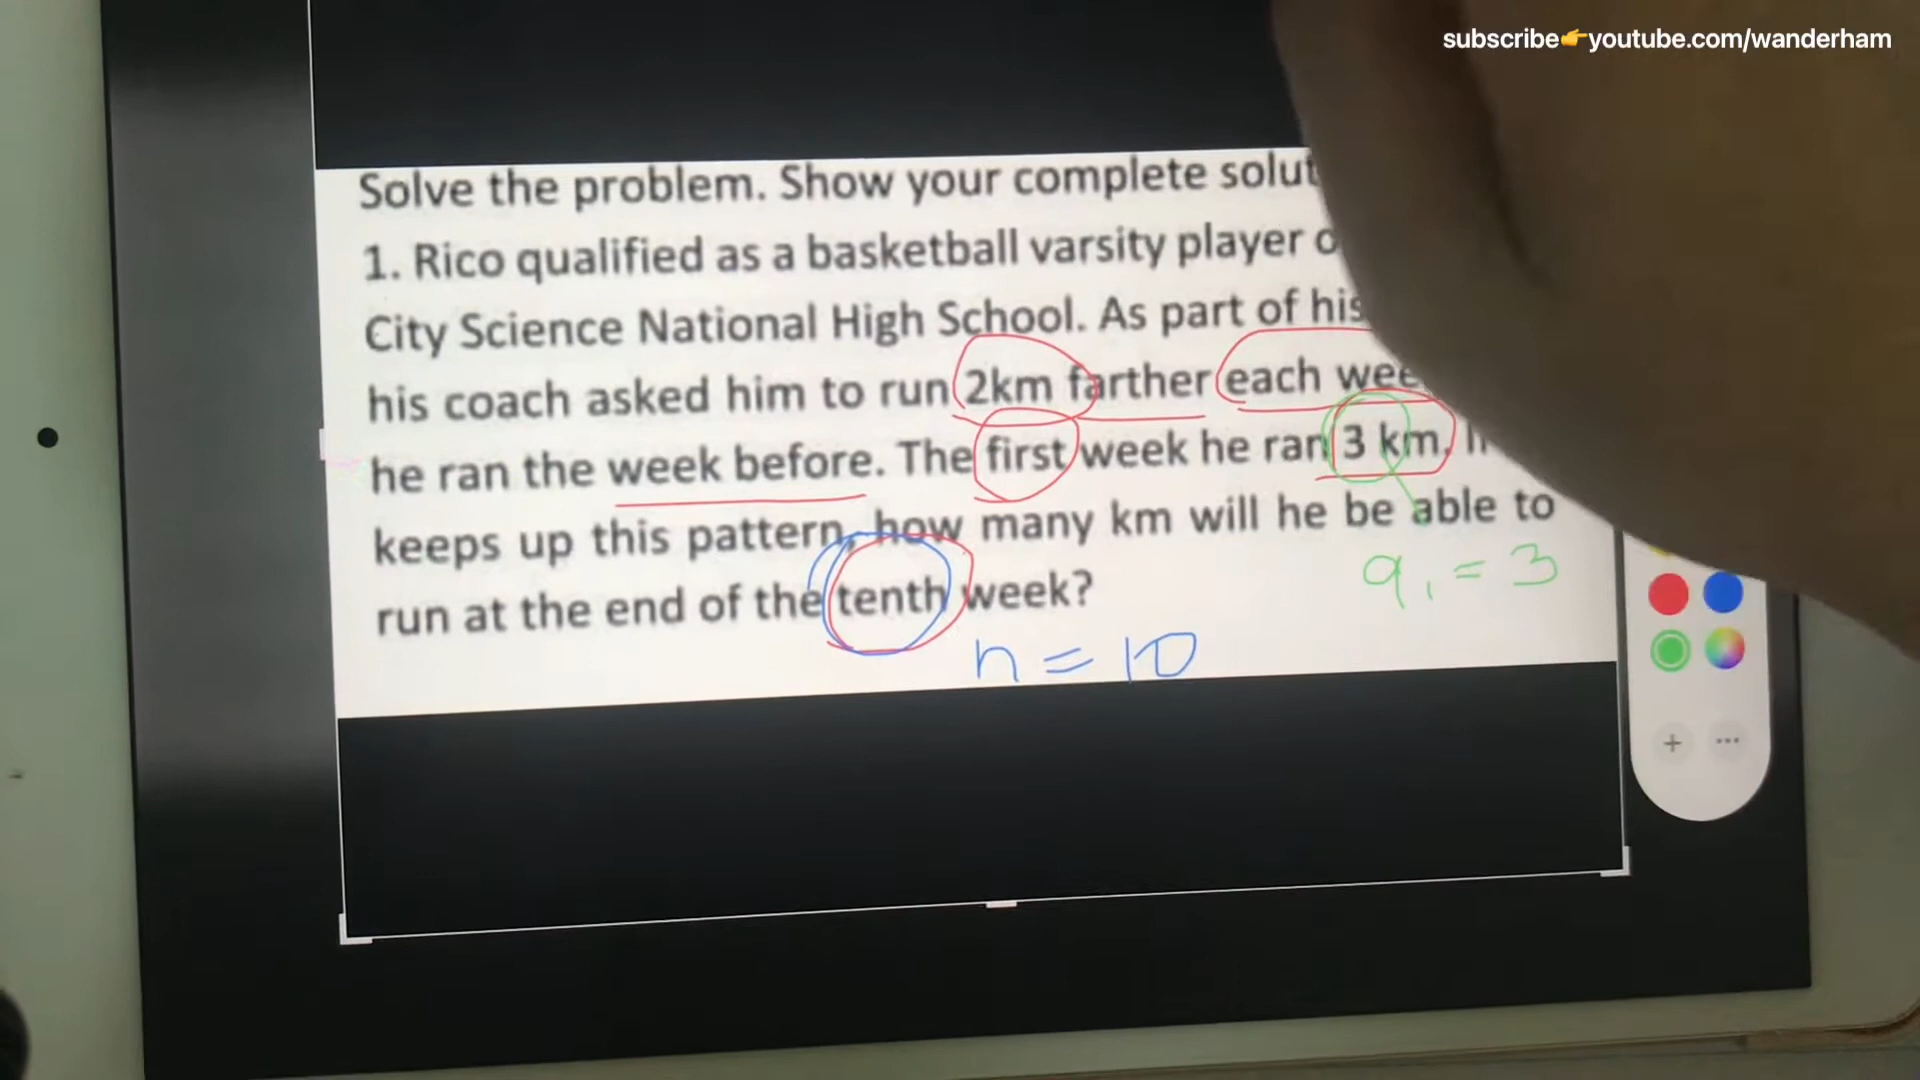 subscribe👉youtube.com/wanderham
Solve the problem. Show your complete
1. Rico qualified as a basketball varsity player
City Science National High School. As part of his
his coach asked him to run 2km farther each
he ran the week before. The first week he ran 3 km.
keeps up this pattern, how many km will he be able to
run at the end of the tenth week?
a₁ = 3
n = 10